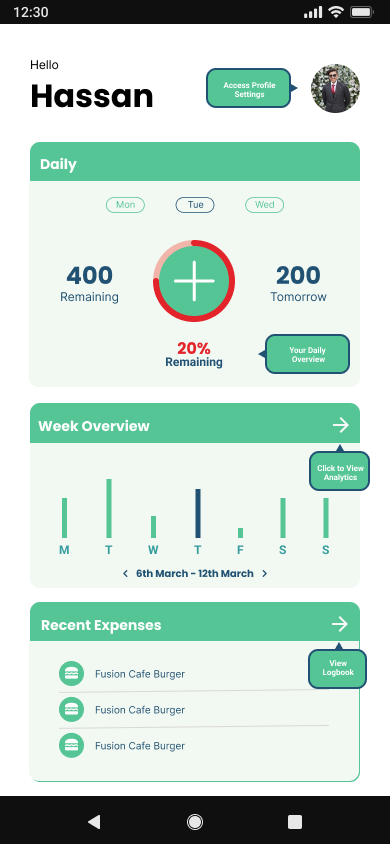 12:30
Hello
Hassan
Access Profile
Settings
Daily
Mon
Tue
Wed
400
Remaining
200
Tomorrow
20%
Remaining
Your Daily
Overview
Week Overview
Click to View
Analytics
M T W T F S S
6th March - 12th March
Recent Expenses
View
Logbook
Fusion Cafe Burger
Fusion Cafe Burger
Fusion Cafe Burger